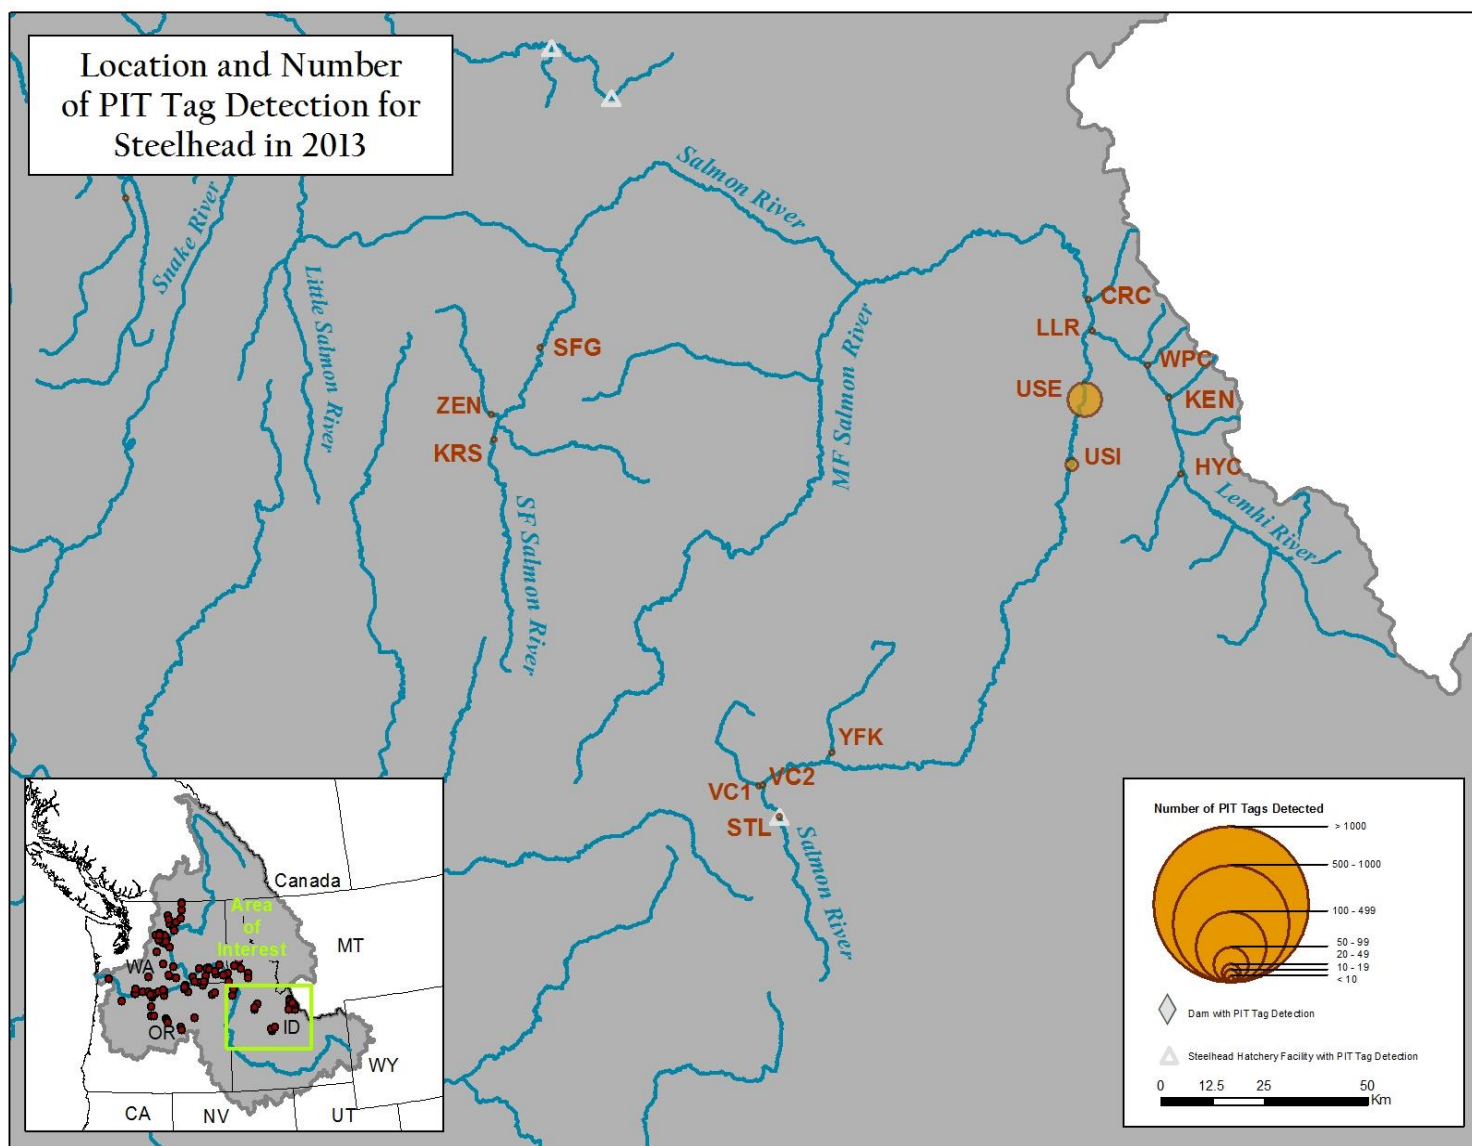 Location and Number
of PIT Tag Detection for
Steelhead in 2013
Salmon River
Snake River
Little Salmon River
CRC
LLR
SFG
WPC
MF Salmon River
USE
KEN
ZEN
KRS
USI
HYC
Lemhi River
SF Salmon River
YFK
VC2
VC1
STL
Salmon River
Canada
Area
of
Interest
MT
WA
OR
ID
WY
CA
NV
UT
Number of PIT Tags Detected
> 1000
500 - 1000
100 - 499
50 - 99
20 - 49
10 - 19
< 10
Dam with PIT Tag Detection
Steelhead Hatchery Facility with PIT Tag Detection
0 12.5 25 50
Km